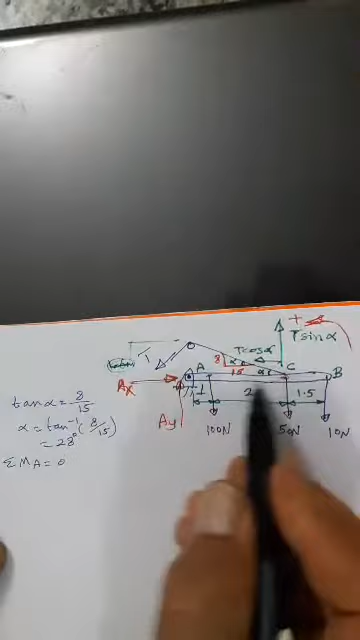 +
T sin α
T cos α
8
α
15
α
C
T
A
B
Ax
1
2
1.5
Ay
100N
50N
10N
tan α = 8/15
α = tan⁻¹(8/15)
= 28°
ΣM_A = 0